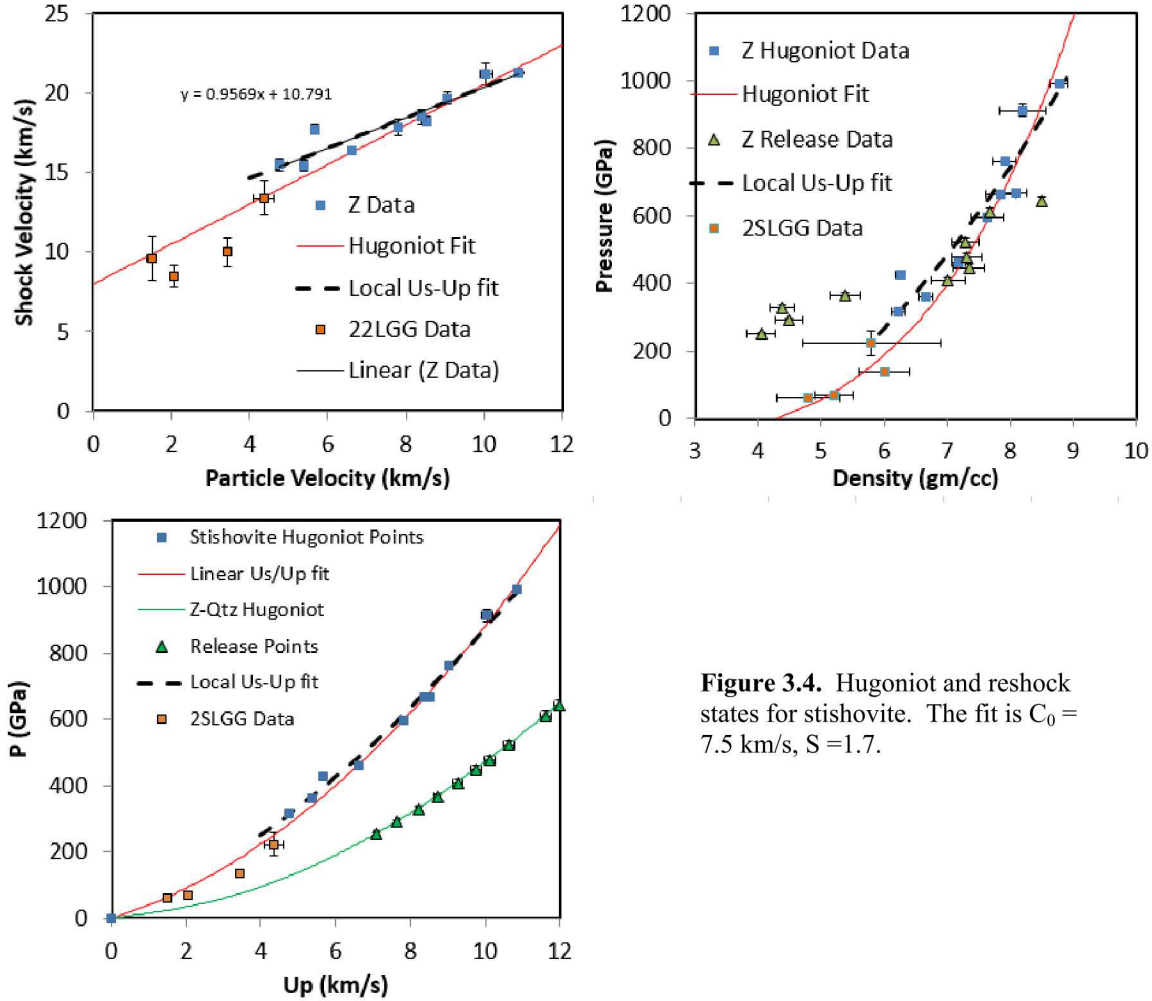 25
20
15
10
5
0
0
2
4
6
8
10
12
Shock Velocity (km/s)
Particle Velocity (km/s)
y = 0.9569x + 10.791
Z Data
Hugoniot Fit
Local Us-Up fit
22LGG Data
Linear (Z Data)
1200
1000
800
600
400
200
0
3
4
5
6
7
8
9
10
Pressure (GPa)
Density (gm/cc)
Z Hugoniot Data
Hugoniot Fit
Z Release Data
Local Us-Up fit
2SLGG Data
1200
1000
800
600
400
200
0
0
2
4
6
8
10
12
P (GPa)
Up (km/s)
Stishovite Hugoniot Points
Linear Us/Up fit
Z-Qtz Hugoniot
Release Points
Local Us-Up fit
2SLGG Data
Figure 3.4. Hugoniot and reshock
states for stishovite. The fit is C₀ =
7.5 km/s, S =1.7.